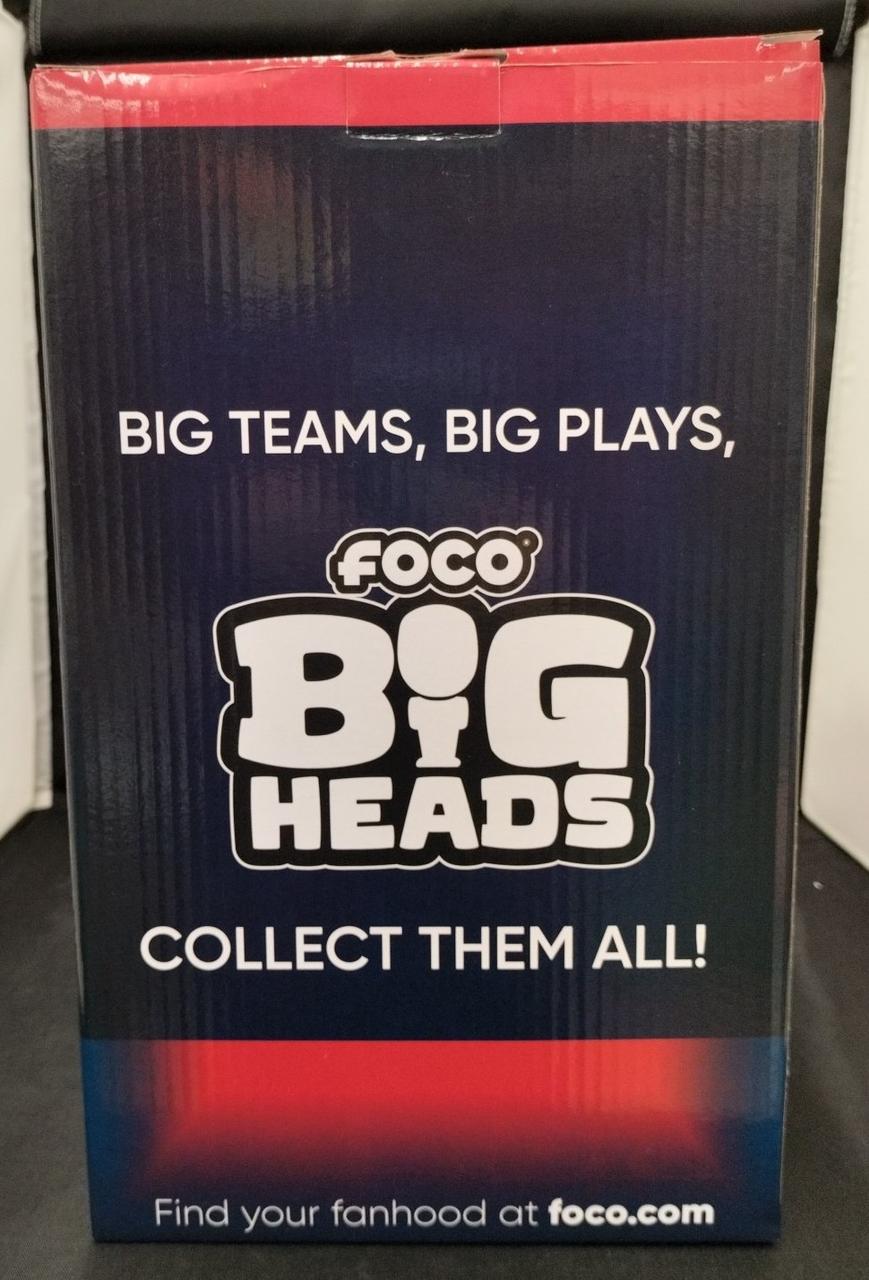 BIG TEAMS, BIG PLAYS,
FOCO®
BIG
HEADS
COLLECT THEM ALL!
Find your fanhood at foco.com